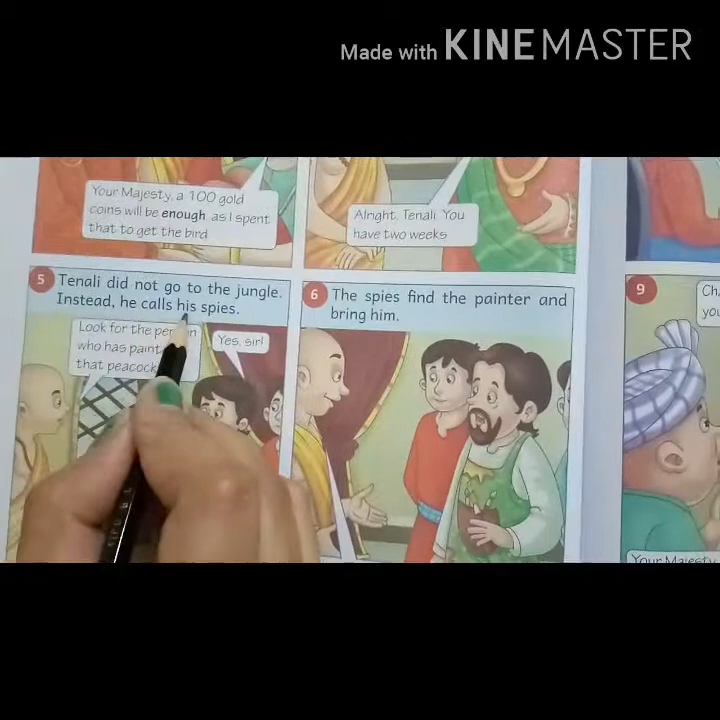 Made with KINEMASTER
Your Majesty, a 100 gold
coins will be enough as I spent
that to get the bird
Alright, Tenali. You
have two weeks
5 Tenali did not go to the jungle.
Instead, he calls his spies.
Look for the
who has
that peacock
Yes, sir!
6 The spies find the painter and
bring him.
9
Your Majesty